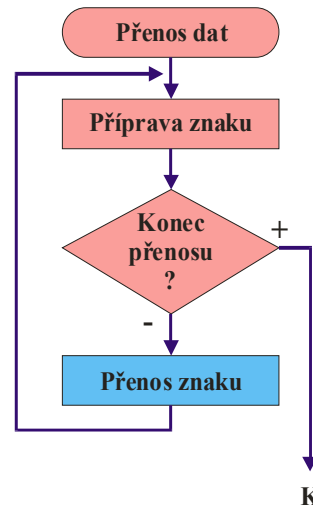 Přenos dat
Příprava znaku
Konec
přenosu
?
+
-
Přenos znaku
K